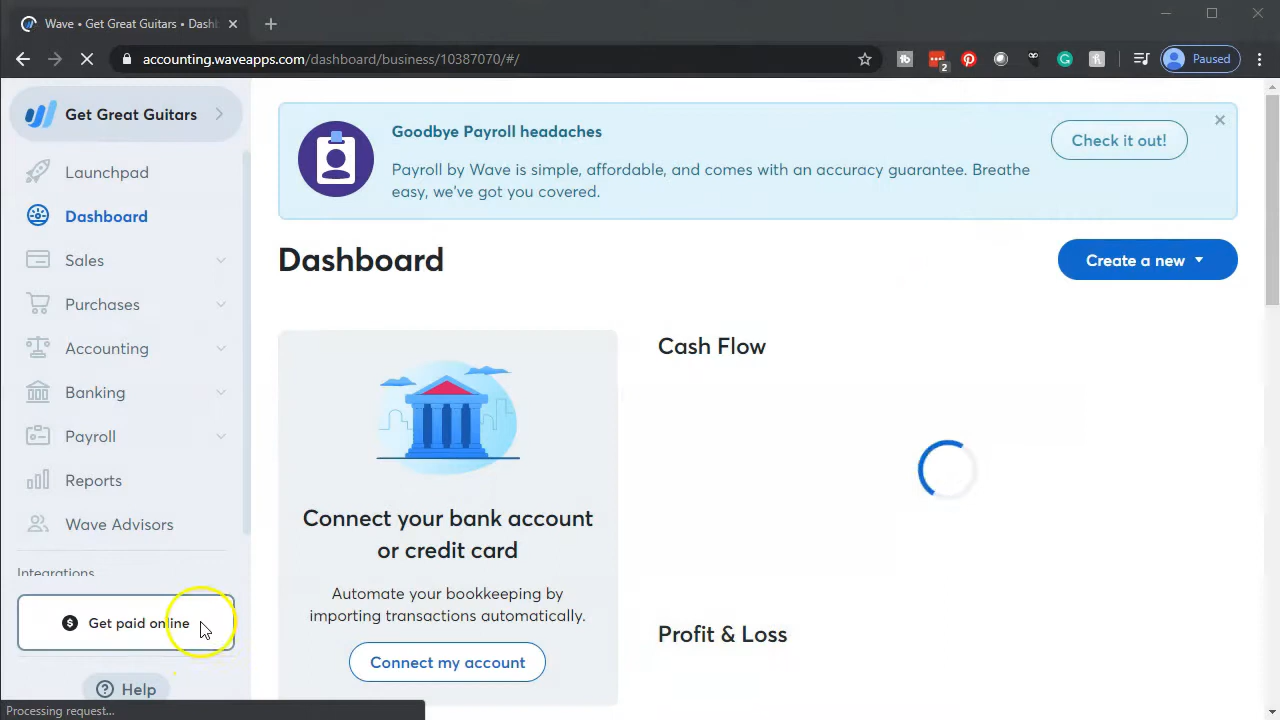 Wave • Get Great Guitars • Dash
accounting.waveapps.com/dashboard/business/10387070/#/
2
Paused
Get Great Guitars
Launchpad
Dashboard
Sales
Purchases
Accounting
Banking
Payroll
Reports
Wave Advisors
Integrations
Get paid online
Help
Processing request...
Goodbye Payroll headaches
Payroll by Wave is simple, affordable, and comes with an accuracy guarantee. Breathe
easy, we've got you covered.
Check it out!
Dashboard
Create a new
Connect your bank account
or credit card
Automate your bookkeeping by
importing transactions automatically.
Connect my account
Cash Flow
Profit & Loss